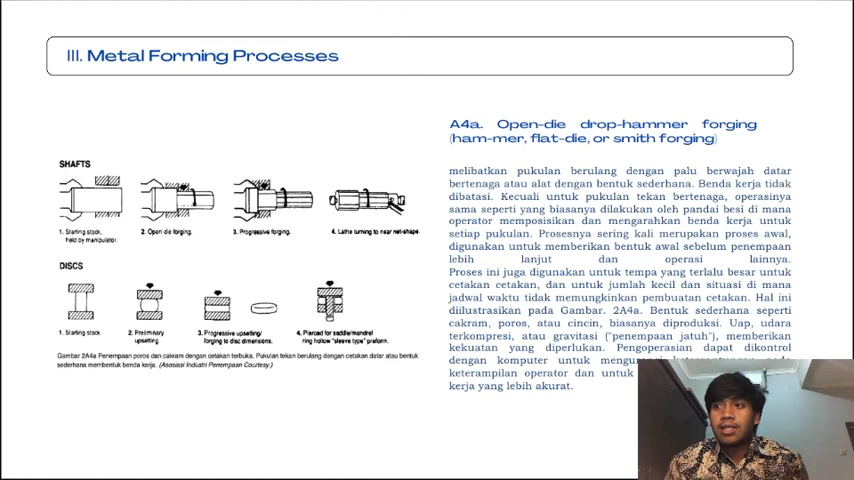 III. Metal Forming Processes
A4a. Open-die drop-hammer forging
(ham-mer, flat-die, or smith forging)
SHAFTS
1. Starting stock,
held by manipulator.
2. Open die forging.
3. Progressive forging.
4. Lathe turning to near net-shape.
DISCS
1. Starting stock.
2. Preliminary
upsetting.
3. Progressive upsetting/
forging to disc dimensions.
4. Pierced for saddle/mandrel
ring hollow "sleeve type" preform.
Gambar 2A4a Penempaan poros dan cakram dengan cetakan terbuka. Pukulan tekan berulang dengan cetakan datar atau bentuk
sederhana membentuk benda kerja. (Asosiasi Industri Penempaan Courtesy.)
melibatkan pukulan berulang dengan palu berwajah datar
bertenaga atau alat dengan bentuk sederhana. Benda kerja tidak
dibatasi. Kecuali untuk pukulan tekan bertenaga, operasinya
sama seperti yang biasanya dilakukan oleh pandai besi di mana
operator memposisikan dan mengarahkan benda kerja untuk
setiap pukulan. Prosesnya sering kali merupakan proses awal,
digunakan untuk memberikan bentuk awal sebelum penempaan
lebih lanjut dan operasi lainnya.
Proses ini juga digunakan untuk tempa yang terlalu besar untuk
cetakan cetakan, dan untuk jumlah kecil dan situasi di mana
jadwal waktu tidak memungkinkan pembuatan cetakan. Hal ini
diilustrasikan pada Gambar. 2A4a. Bentuk sederhana seperti
cakram, poros, atau cincin, biasanya diproduksi. Uap, udara
terkompresi, atau gravitasi ("penempaan jatuh"), memberikan
kekuatan yang diperlukan. Pengoperasian dapat dikontrol
dengan komputer untuk
keterampilan operator dan untuk
kerja yang lebih akurat.